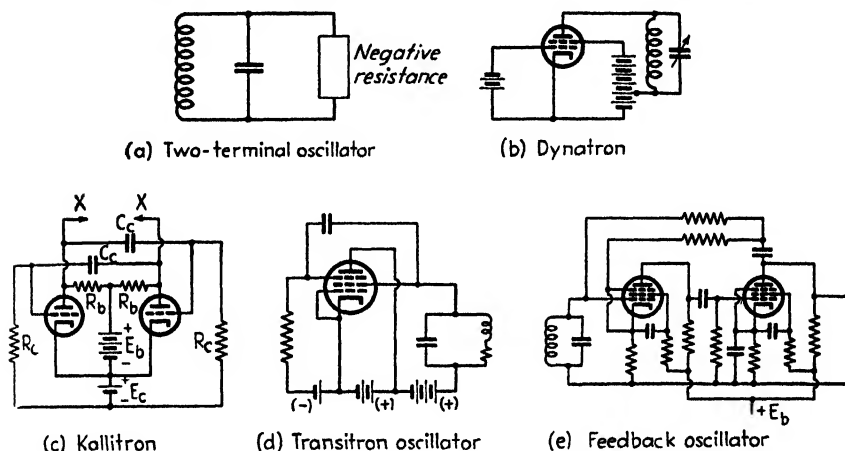 Negative
resistance
(a) Two-terminal oscillator
(b) Dynatron
X X
C_c
C_c
R_b R_b
R_c
+
E_b
-
+
E_c
-
R_c
(c) Kallitron
(-) (+) (+)
(d) Transitron oscillator
+E_b
(e) Feedback oscillator